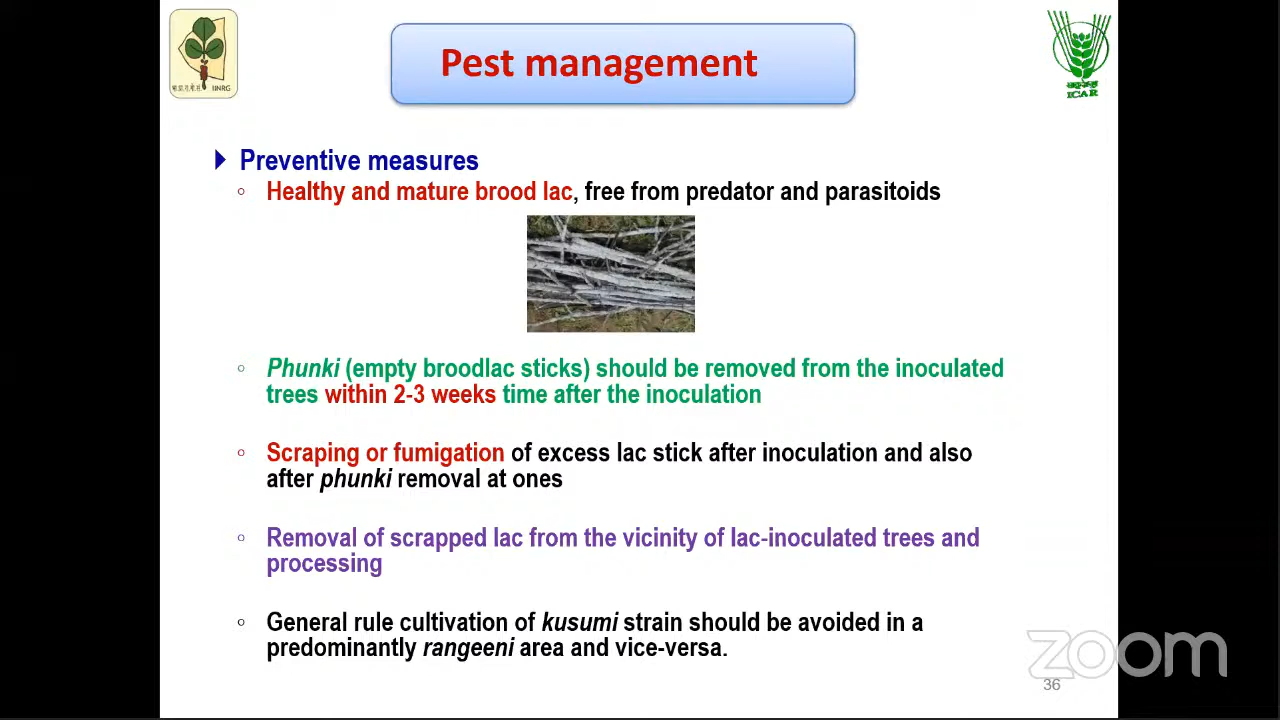 Pest management
IINRG
ICAR
Preventive measures
Healthy and mature brood lac, free from predator and parasitoids
Phunki (empty broodlac sticks) should be removed from the inoculated
trees within 2-3 weeks time after the inoculation
Scraping or fumigation of excess lac stick after inoculation and also
after phunki removal at ones
Removal of scrapped lac from the vicinity of lac-inoculated trees and
processing
General rule cultivation of kusumi strain should be avoided in a
predominantly rangeeni area and vice-versa.
zoom
36